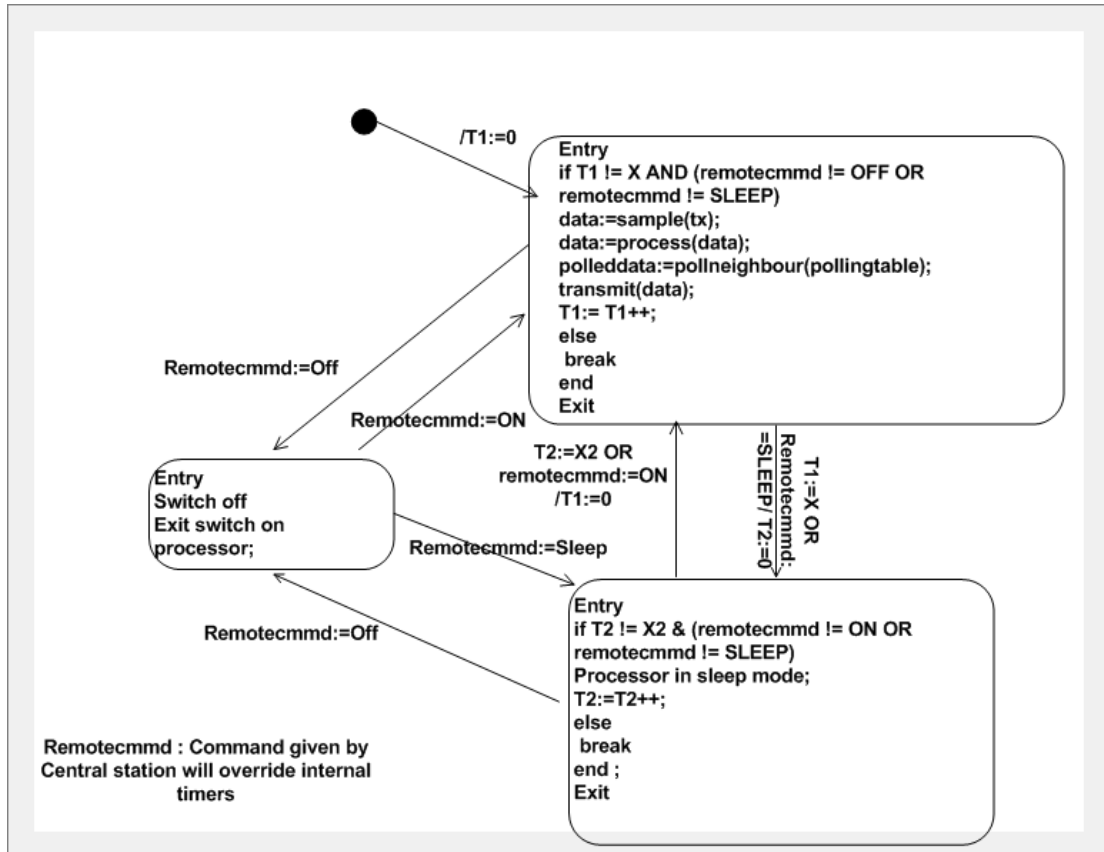 /T1:=0
Entry
if T1 != X AND (remotecmmd != OFF OR
remotecmmd != SLEEP)
data:=sample(tx);
data:=process(data);
polleddata:=pollneighbour(pollingtable);
transmit(data);
T1:= T1++;
else
break
end
Exit
Remotecmmd:=Off
Remotecmmd:=ON
T2:=X2 OR
remotecmmd:=ON
/T1:=0
T1:=X OR
Remotecmmd:
=SLEEP/ T2:=0
Entry
Switch off
Exit switch on
processor;
Remotecmmd:=Sleep
Remotecmmd:=Off
Entry
if T2 != X2 & (remotecmmd != ON OR
remotecmmd != SLEEP)
Processor in sleep mode;
T2:=T2++;
else
break
end ;
Exit
Remotecmmd : Command given by
Central station will override internal
timers